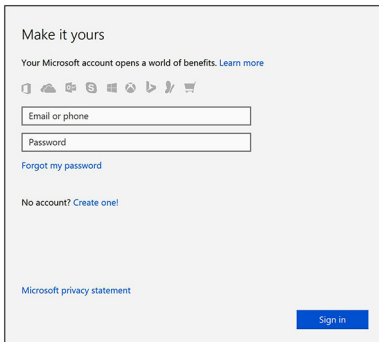 Make it yours
Your Microsoft account opens a world of benefits. Learn more
Email or phone
Password
Forgot my password
No account? Create one!
Microsoft privacy statement
Sign in